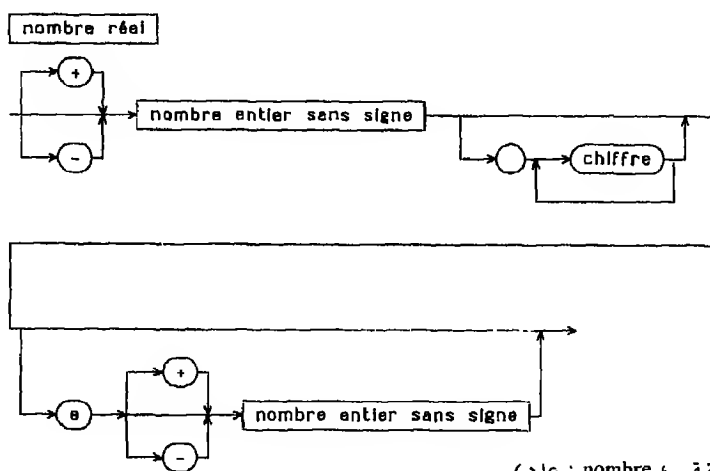 nombre réel
+
nombre entier sans signe
-
chiffre
+
e
nombre entier sans signe
-
: nombre